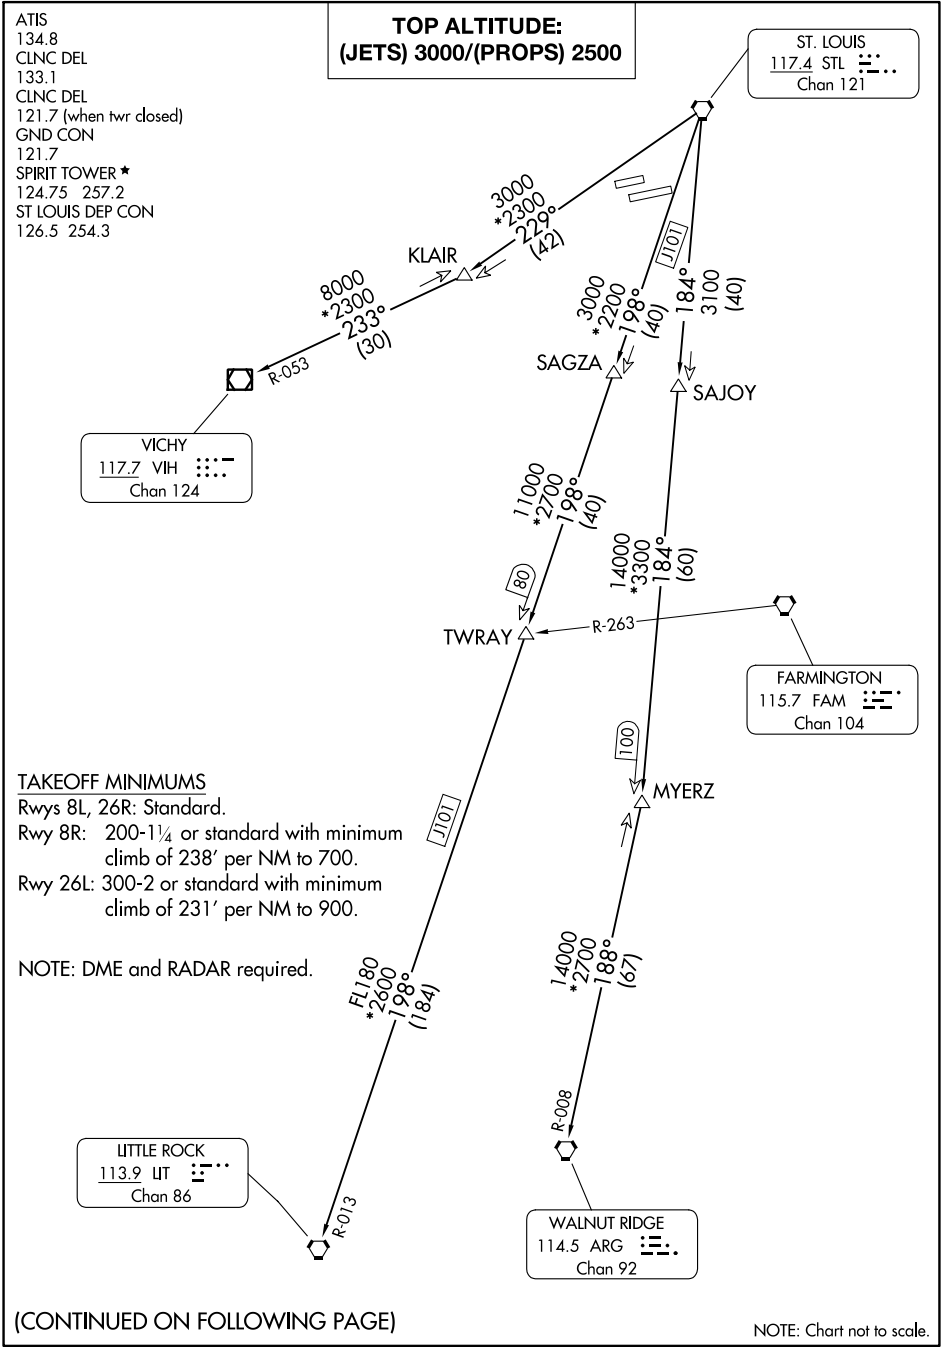 ATIS
134.8
CLNC DEL
133.1
CLNC DEL
121.7 (when twr closed)
GND CON
121.7
SPIRIT TOWER★
124.75 257.2
ST LOUIS DEP CON
126.5 254.3
TOP ALTITUDE:
(JETS) 3000/(PROPS) 2500
ST. LOUIS
117.4 STL
Chan 121
3000
*2300
229°
(42)
KLAIR
8000
*2300
233°
(30)
R-053
VICHY
117.7 VIH
Chan 124
J101
3000
*2200
198°
(40)
184°
3100
(40)
SAGZA
SAJOY
11000
*2700
198°
(40)
14000
*3300
184°
(60)
80
TWRAY
R-263
FARMINGTON
115.7 FAM
Chan 104
100
MYERZ
TAKEOFF MINIMUMS
Rwys 8L, 26R: Standard.
Rwy 8R: 200-1¼ or standard with minimum
climb of 238' per NM to 700.
Rwy 26L: 300-2 or standard with minimum
climb of 231' per NM to 900.
NOTE: DME and RADAR required.
J101
FL180
*2600
198°
(184)
14000
*2700
188°
(67)
R-008
LITTLE ROCK
113.9 LIT
Chan 86
R-013
WALNUT RIDGE
114.5 ARG
Chan 92
(CONTINUED ON FOLLOWING PAGE)
NOTE: Chart not to scale.